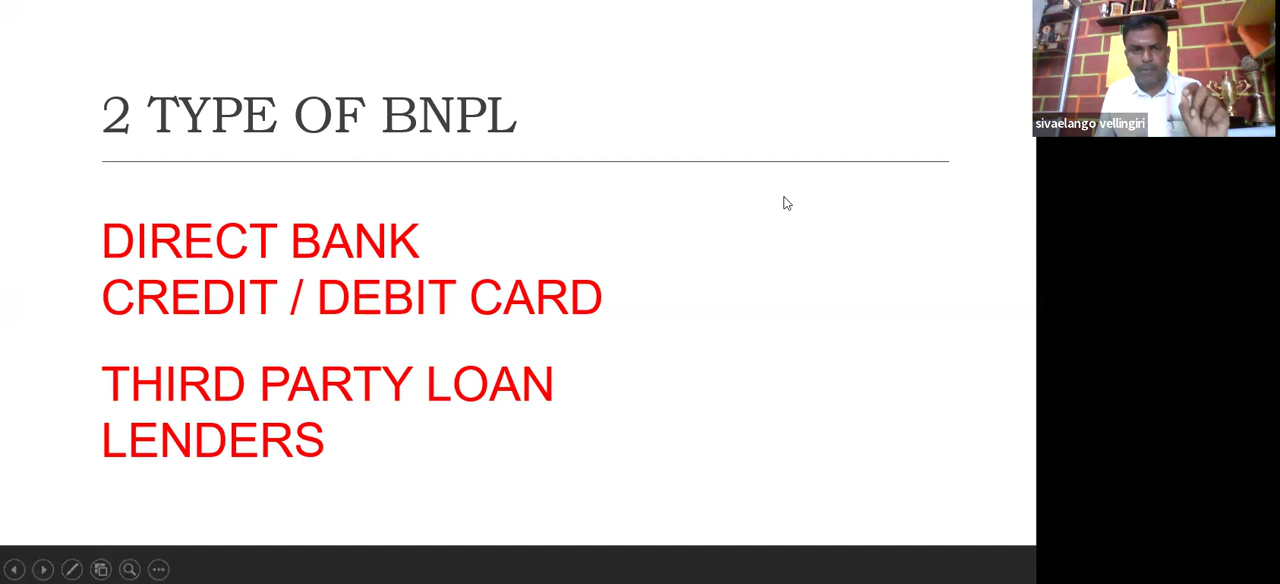 2 TYPE OF BNPL
DIRECT BANK
CREDIT / DEBIT CARD
THIRD PARTY LOAN
LENDERS
sivaelango vellingiri